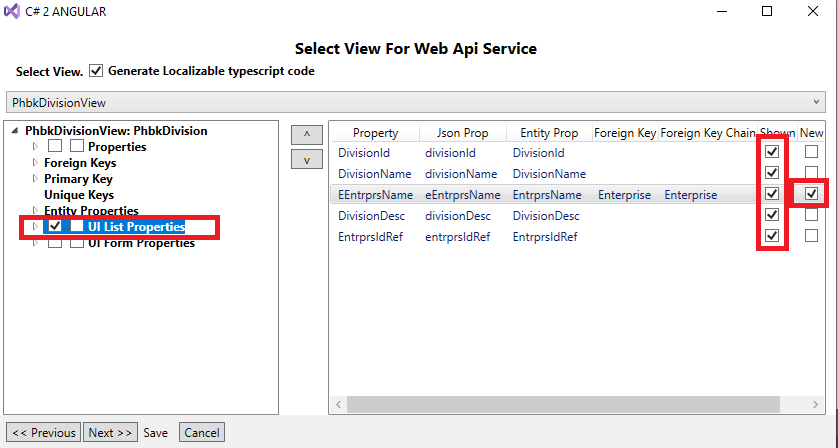 C# 2 ANGULAR
Select View For Web Api Service
Select View. Generate Localizable typescript code
PhbkDivisionView
PhbkDivisionView: PhbkDivision
Properties
Foreign Keys
Primary Key
Unique Keys
Entity Properties
UI List Properties
UI Form Properties
^
v
Property Json Prop Entity Prop Foreign Key Foreign Key Chain Shown New
DivisionId divisionId DivisionId
DivisionName divisionName DivisionName
EEntrprsName eEntrprsName EntrprsName Enterprise Enterprise
DivisionDesc divisionDesc DivisionDesc
EntrprsIdRef entrprsIdRef EntrprsIdRef
<< Previous Next >> Save Cancel